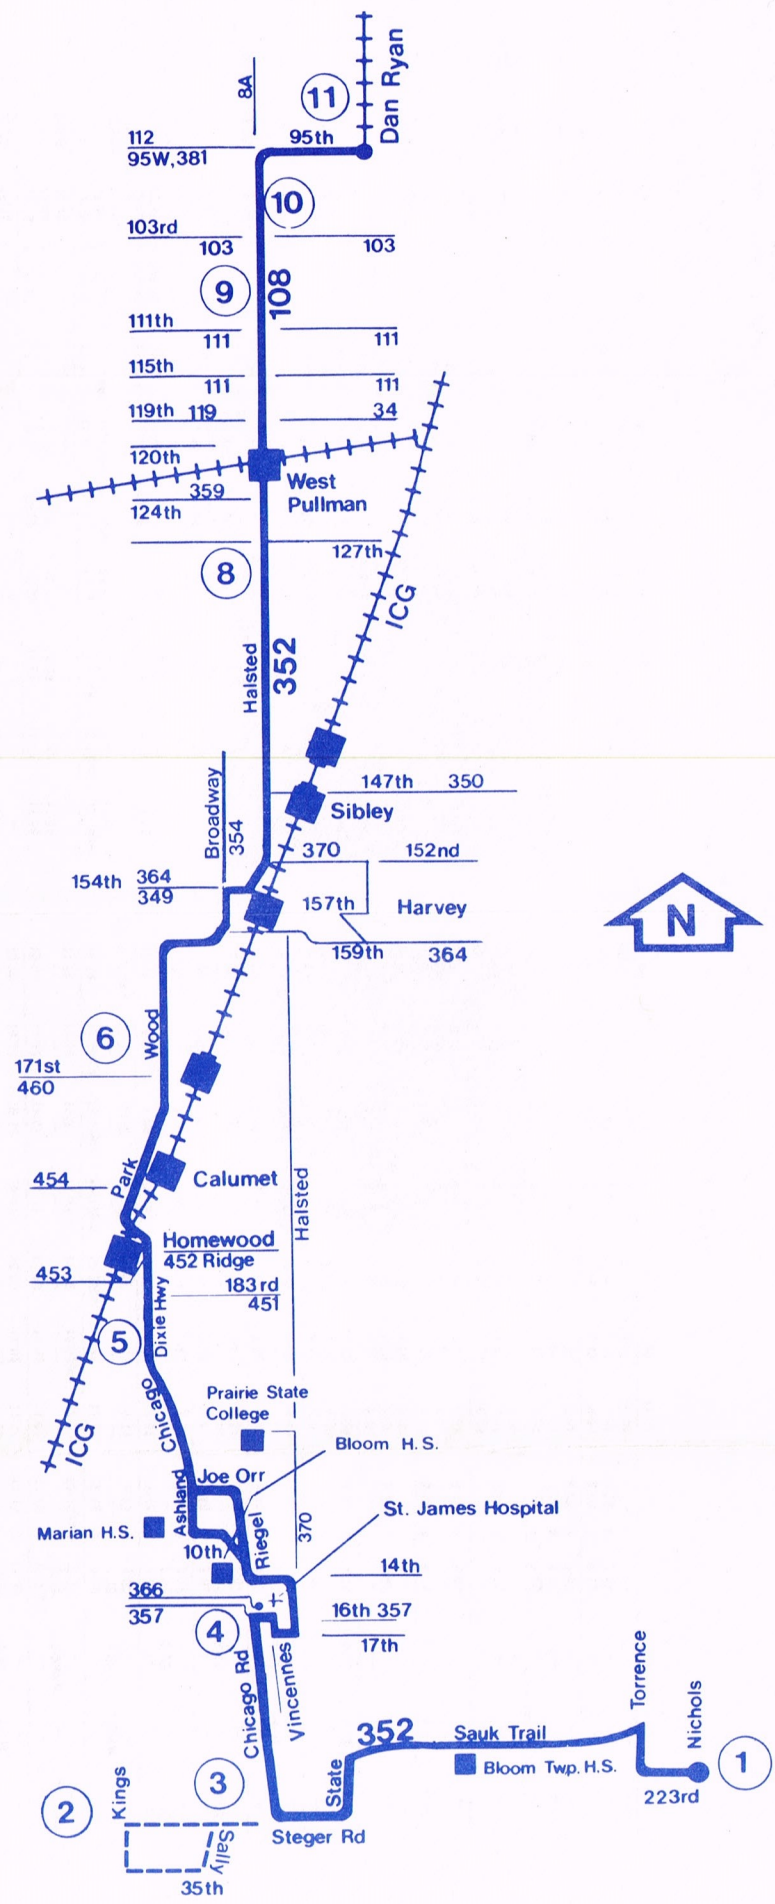 8A
11
Dan Ryan
112
95th
95W,381
10
103rd
103
103
9
108
111th
111
111
115th
111
111
119th 119
34
120th
West
Pullman
359
124th
127th
8
ICG
Halsted
352
147th 350
Sibley
Broadway
354
370
152nd
154th
364
349
157th
Harvey
159th
364
N
6
Wood
171st
460
454
Park
Calumet
Halsted
Homewood
452 Ridge
453
183rd
451
Dixie Hwy
5
ICG
Chicago
Prairie State
College
Bloom H.S.
Joe Orr
Ashland
Riegel
370
St. James Hospital
Marian H.S.
10th
14th
366
357
16th 357
17th
4
Chicago Rd
Vincennes
352
Sauk Trail
Torrence
Nichols
1
Bloom Twp. H.S.
223rd
State
3
2
Kings
Sally
Steger Rd
35th